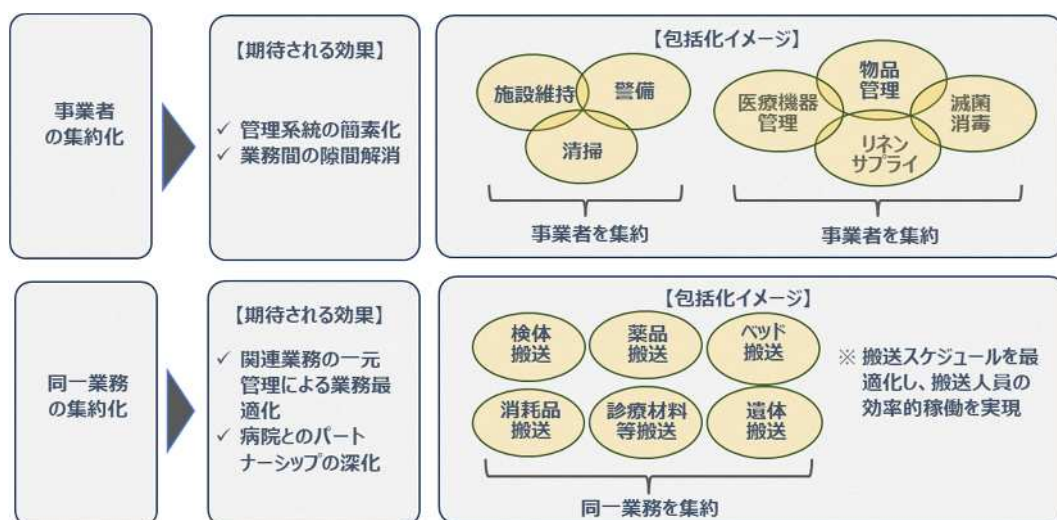 事業者
の集約化
【期待される効果】
✓ 管理系統の簡素化
✓ 業務間の隙間解消
【包括化イメージ】
施設維持
警備
清掃
事業者を集約
医療機器
管理
物品
管理
滅菌
消毒
リネン
サプライ
事業者を集約
同一業務
の集約化
【期待される効果】
✓ 関連業務の一元
管理による業務最
適化
✓ 病院とのパート
ナーシップの深化
【包括化イメージ】
検体
搬送
薬品
搬送
ベッド
搬送
消耗品
搬送
診療材料
等搬送
遺体
搬送
同一業務を集約
※ 搬送スケジュールを最
適化し、搬送人員の
効率的稼働を実現